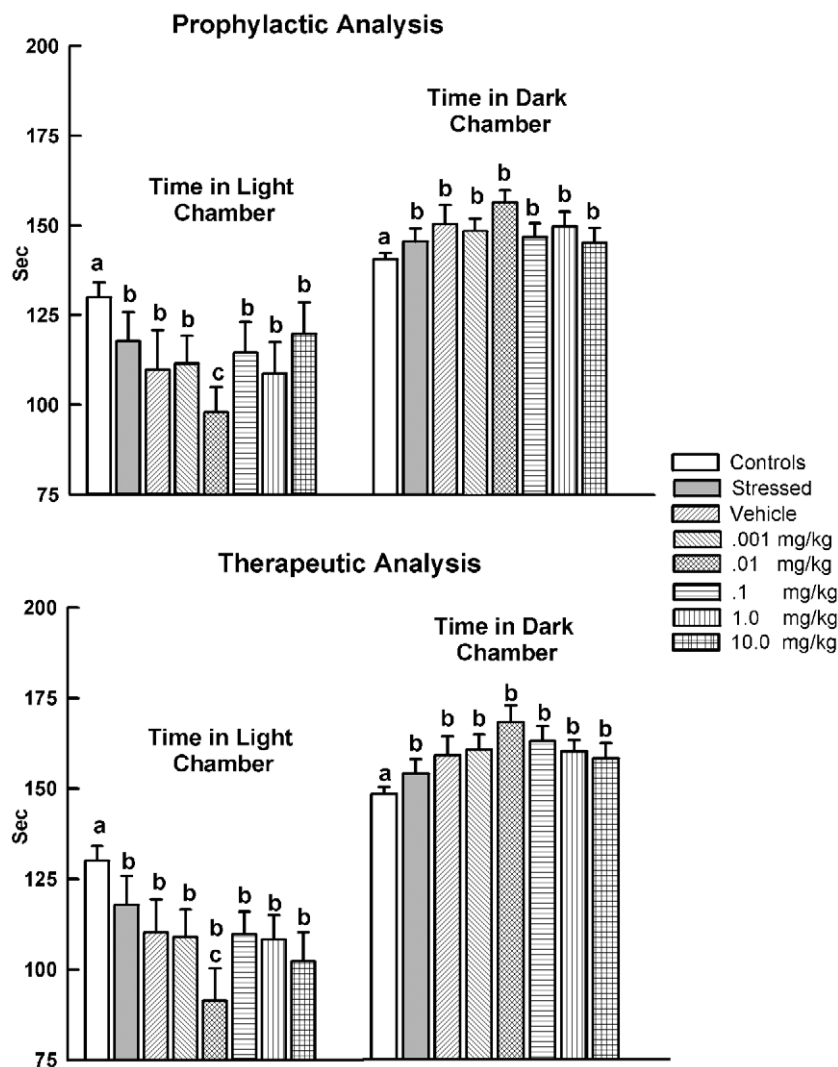 Prophylactic Analysis
200
175
150
125
100
75
Sec
Time in Light
Chamber
a
b
b
b
c
b
b
b
Time in Dark
Chamber
a
b
b
b
b
b
b
b
Controls
Stressed
Vehicle
.001 mg/kg
.01 mg/kg
.1 mg/kg
1.0 mg/kg
10.0 mg/kg
Therapeutic Analysis
200
175
150
125
100
75
Sec
Time in Light
Chamber
a
b
b
b
b
c
b
b
b
Time in Dark
Chamber
a
b
b
b
b
b
b
b